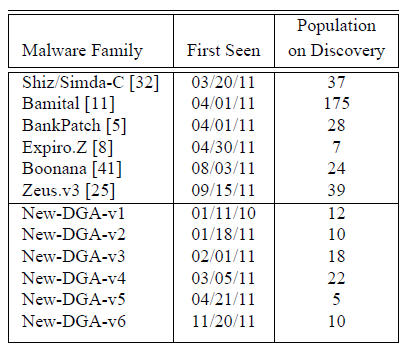 Population
Malware Family First Seen on Discovery
Shiz/Simda-C [32] 03/20/11 37
Bamital [11] 04/01/11 175
BankPatch [5] 04/01/11 28
Expiro.Z [8] 04/30/11 7
Boonana [41] 08/03/11 24
Zeus.v3 [25] 09/15/11 39
New-DGA-v1 01/11/10 12
New-DGA-v2 01/18/11 10
New-DGA-v3 02/01/11 18
New-DGA-v4 03/05/11 22
New-DGA-v5 04/21/11 5
New-DGA-v6 11/20/11 10